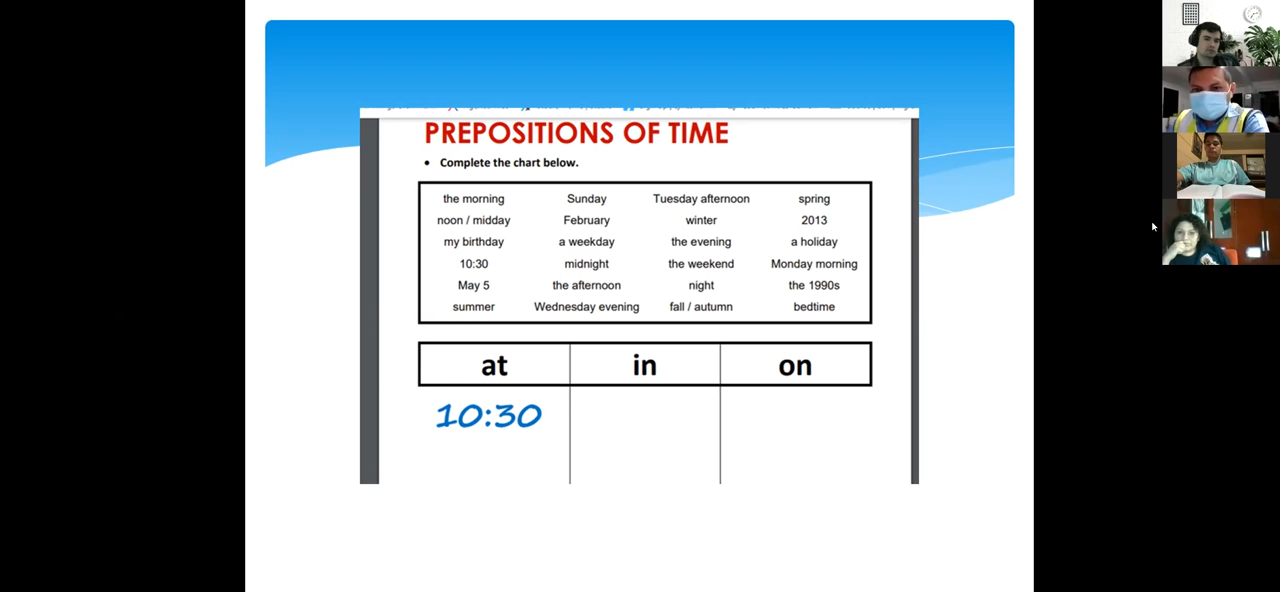 PREPOSITIONS OF TIME
• Complete the chart below.
the morning Sunday Tuesday afternoon spring
noon / midday February winter 2013
my birthday a weekday the evening a holiday
10:30 midnight the weekend Monday morning
May 5 the afternoon night the 1990s
summer Wednesday evening fall / autumn bedtime
at in on
10:30